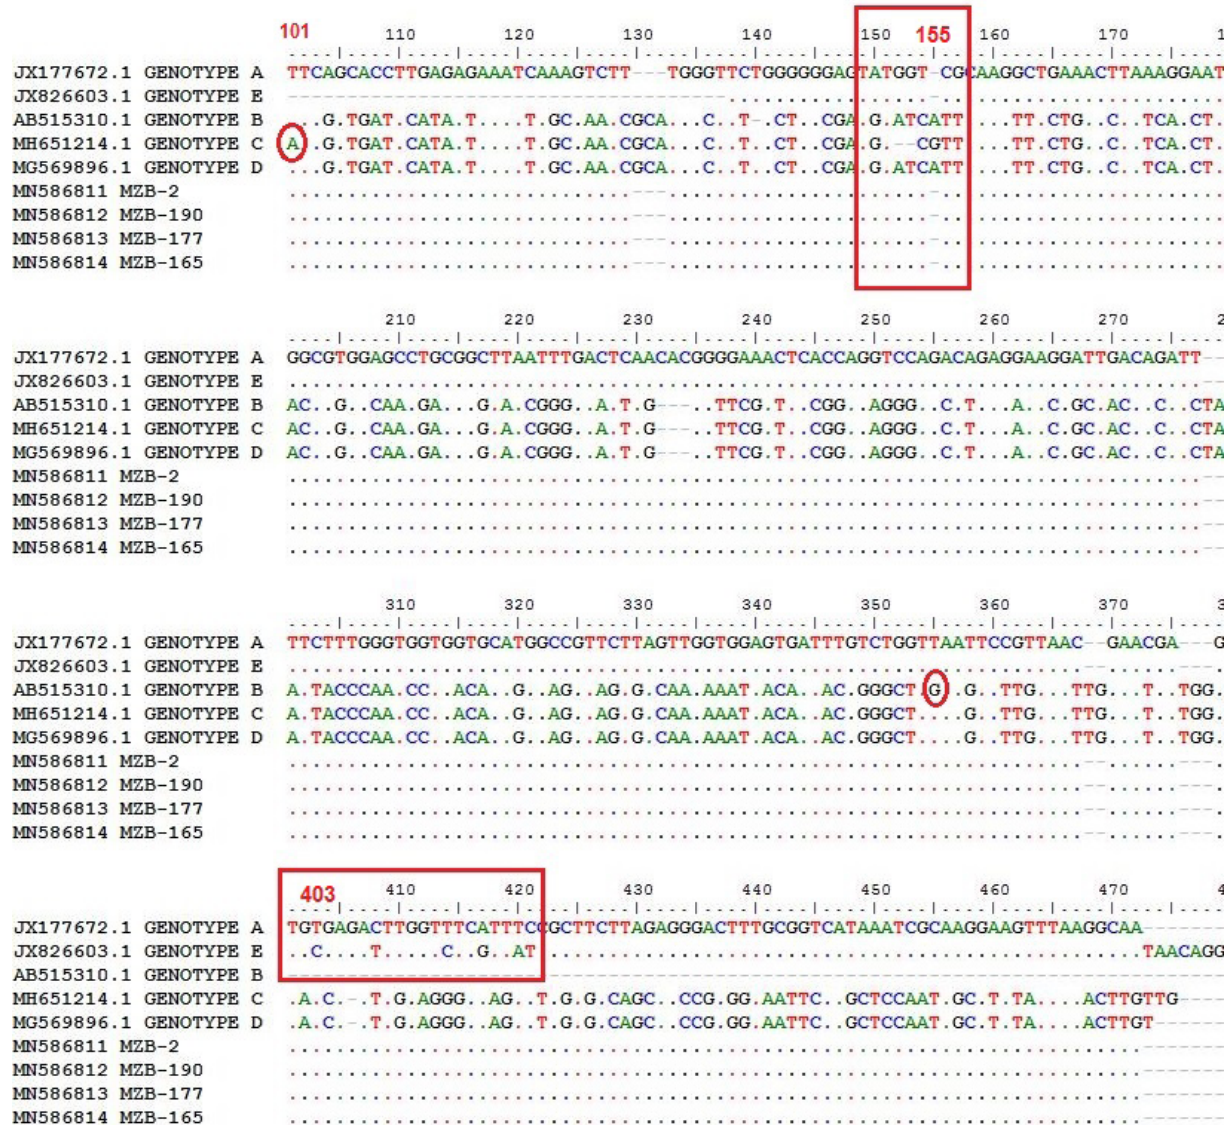 101 110 120 130 140 150 155 160 170 1
JX177672.1 GENOTYPE A TTCAGCACCTTGAGAGAAATCAAAGTCTT---TGGGTTCTGGGGGGAGTATGGT-CGCAAGGCTGAAACTTAAAGGAAT
JX826603.1 GENOTYPE E -------------------------------------.................-........................
AB515310.1 GENOTYPE B ...G.TGAT.CATA.T....T.GC.AA.CGCA...C..T-.CT..CGA.G.ATCATT...TT.CTG..C..TCA.CT.
MH651214.1 GENOTYPE C A..G.TGAT.CATA.T....T.GC.AA.CGCA...C..T..CT..CGA.G.--CGTT...TT.CTG..C..TCA.CT.
MG569896.1 GENOTYPE D ...G.TGAT.CATA.T....T.GC.AA.CGCA...C..T..CT..CGA.G.ATCATT...TT.CTG..C..TCA.CT.
MN586811 MZB-2 .............................---......................-........................
MN586812 MZB-190 .............................---......................-........................
MN586813 MZB-177 .............................---......................-........................
MN586814 MZB-165 .............................---......................-........................
210 220 230 240 250 260 270 2
JX177672.1 GENOTYPE A GGCGTGGAGCCTGCGGCTTAATTTGACTCAACACGGGGAAACTCACCAGGTCCAGACAGAGGAAGGATTGACAGATT--
JX826603.1 GENOTYPE E .............................................................................--
AB515310.1 GENOTYPE B AC..G..CAA.GA...G.A.CGGG..A.T.G---..TTCG.T..CGG..AGGG..C.T...A..C.GC.AC..C..CTA
MH651214.1 GENOTYPE C AC..G..CAA.GA...G.A.CGGG..A.T.G---..TTCG.T..CGG..AGGG..C.T...A..C.GC.AC..C..CTA
MG569896.1 GENOTYPE D AC..G..CAA.GA...G.A.CGGG..A.T.G---..TTCG.T..CGG..AGGG..C.T...A..C.GC.AC..C..CTA
MN586811 MZB-2 .............................................................................--
MN586812 MZB-190 .............................................................................--
MN586813 MZB-177 .............................................................................--
MN586814 MZB-165 .............................................................................--
310 320 330 340 350 360 370 3
JX177672.1 GENOTYPE A TTCTTTGGGTGGTGGTGCATGGCCGTTCTTAGTTGGTGGAGTGATTTGTCTGGTTAATTCCGTTAAC--GAACGA---G
JX826603.1 GENOTYPE E ...................................................................--......---.
AB515310.1 GENOTYPE B A.TACCCAA.CC..ACA..G..AG..AG.G.CAA.AAAT.ACA..AC.GGGCT.G..G..TTG...TTG...T..TGG.
MH651214.1 GENOTYPE C A.TACCCAA.CC..ACA..G..AG..AG.G.CAA.AAAT.ACA..AC.GGGCT....G..TTG...TTG...T..TGG.
MG569896.1 GENOTYPE D A.TACCCAA.CC..ACA..G..AG..AG.G.CAA.AAAT.ACA..AC.GGGCT....G..TTG...TTG...T..TGG.
MN586811 MZB-2 ...................................................................--......---.
MN586812 MZB-190 ...................................................................--......---.
MN586813 MZB-177 ...................................................................--......---.
MN586814 MZB-165 ...................................................................--......---.
403 410 420 430 440 450 460 470 4
JX177672.1 GENOTYPE A TGTGAGACTTGGTTTCATTTCCGCTTCTTAGAGGGACTTTGCGGTCATAAATCGCAAGGAAGTTTAAGGCAA
JX826603.1 GENOTYPE E ..C....T.....C..G..AT...................................................TAACAGG
AB515310.1 GENOTYPE B -------------------------------------------------------------------------------
MH651214.1 GENOTYPE C .A.C.--.T.G.AGGG..AG..T.G.G.CAGC..CCG.GG.AATTC..GCTCCAAT.GC.T.TA....ACTTGTTG----
MG569896.1 GENOTYPE D .A.C.--.T.G.AGGG..AG..T.G.G.CAGC..CCG.GG.AATTC..GCTCCAAT.GC.T.TA....ACTTGT------
MN586811 MZB-2 ........................................................................-------
MN586812 MZB-190 ........................................................................-------
MN586813 MZB-177 ........................................................................-------
MN586814 MZB-165 ........................................................................-------